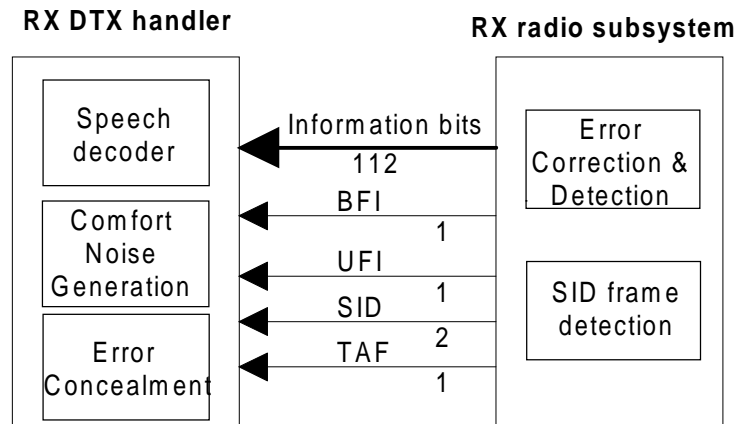 RX DTX handler
RX radio subsystem
Speech
decoder
Comfort
Noise
Generation
Error
Concealment
Information bits
112
BFI
1
UFI
1
SID
2
TAF
1
Error
Correction &
Detection
SID frame
detection